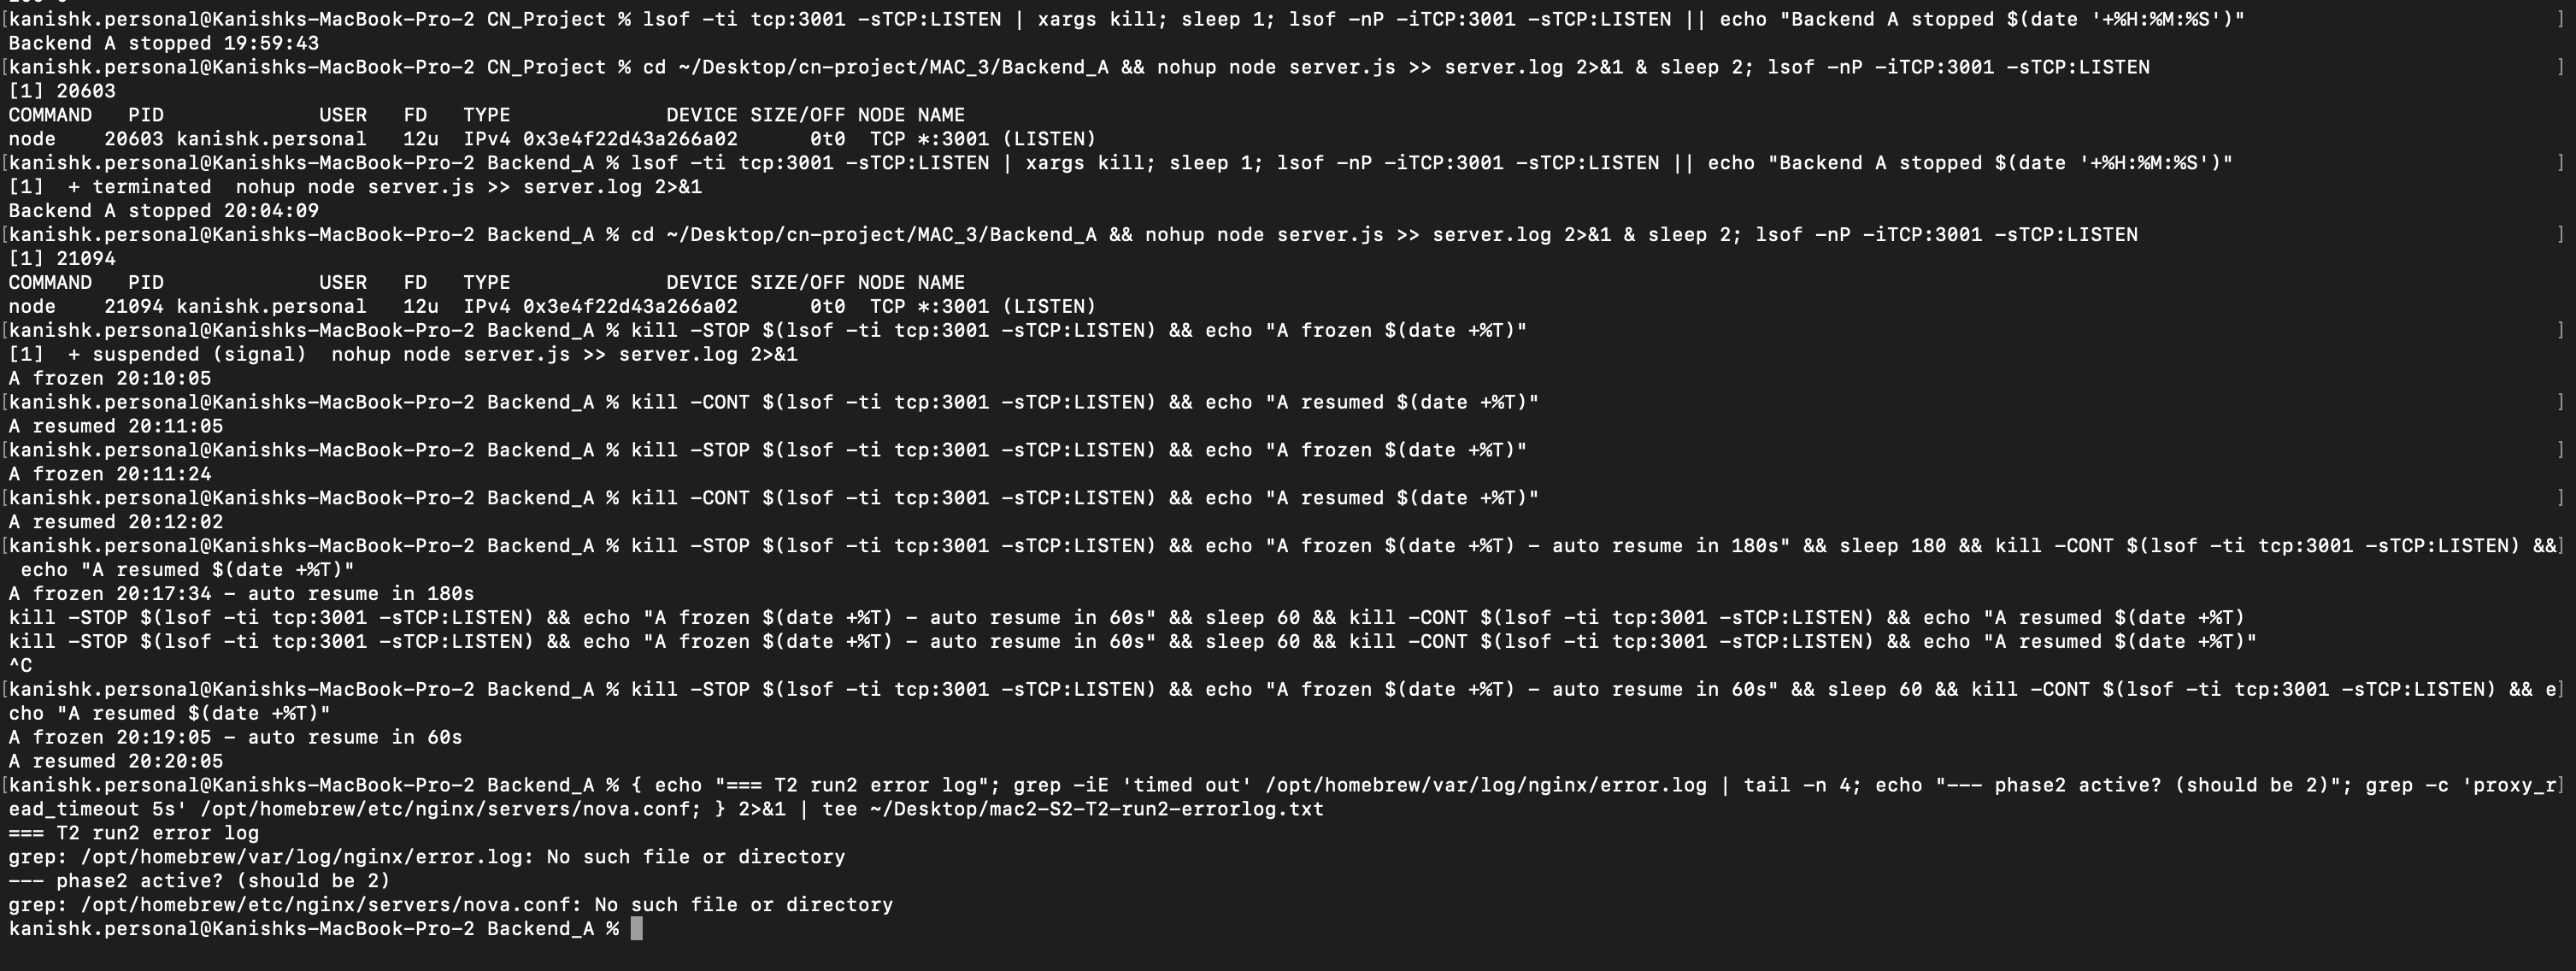 [kanishk.personal@Kanishks-MacBook-Pro-2 CN_Project % lsof -ti tcp:3001 -sTCP:LISTEN | xargs kill; sleep 1; lsof -nP -iTCP:3001 -sTCP:LISTEN || echo "Backend A stopped $(date '+%H:%M:%S')" ]
Backend A stopped 19:59:43
[kanishk.personal@Kanishks-MacBook-Pro-2 CN_Project % cd ~/Desktop/cn-project/MAC_3/Backend_A && nohup node server.js >> server.log 2>&1 & sleep 2; lsof -nP -iTCP:3001 -sTCP:LISTEN ]
[1] 20603
COMMAND   PID             USER   FD   TYPE             DEVICE SIZE/OFF NODE NAME
node    20603 kanishk.personal   12u  IPv4 0x3e4f22d43a266a02      0t0  TCP *:3001 (LISTEN)
[kanishk.personal@Kanishks-MacBook-Pro-2 Backend_A % lsof -ti tcp:3001 -sTCP:LISTEN | xargs kill; sleep 1; lsof -nP -iTCP:3001 -sTCP:LISTEN || echo "Backend A stopped $(date '+%H:%M:%S')" ]
[1]  + terminated  nohup node server.js >> server.log 2>&1
Backend A stopped 20:04:09
[kanishk.personal@Kanishks-MacBook-Pro-2 Backend_A % cd ~/Desktop/cn-project/MAC_3/Backend_A && nohup node server.js >> server.log 2>&1 & sleep 2; lsof -nP -iTCP:3001 -sTCP:LISTEN ]
[1] 21094
COMMAND   PID             USER   FD   TYPE             DEVICE SIZE/OFF NODE NAME
node    21094 kanishk.personal   12u  IPv4 0x3e4f22d43a266a02      0t0  TCP *:3001 (LISTEN)
[kanishk.personal@Kanishks-MacBook-Pro-2 Backend_A % kill -STOP $(lsof -ti tcp:3001 -sTCP:LISTEN) && echo "A frozen $(date +%T)" ]
[1]  + suspended (signal)  nohup node server.js >> server.log 2>&1
A frozen 20:10:05
[kanishk.personal@Kanishks-MacBook-Pro-2 Backend_A % kill -CONT $(lsof -ti tcp:3001 -sTCP:LISTEN) && echo "A resumed $(date +%T)" ]
A resumed 20:11:05
[kanishk.personal@Kanishks-MacBook-Pro-2 Backend_A % kill -STOP $(lsof -ti tcp:3001 -sTCP:LISTEN) && echo "A frozen $(date +%T)" ]
A frozen 20:11:24
[kanishk.personal@Kanishks-MacBook-Pro-2 Backend_A % kill -CONT $(lsof -ti tcp:3001 -sTCP:LISTEN) && echo "A resumed $(date +%T)" ]
A resumed 20:12:02
[kanishk.personal@Kanishks-MacBook-Pro-2 Backend_A % kill -STOP $(lsof -ti tcp:3001 -sTCP:LISTEN) && echo "A frozen $(date +%T) - auto resume in 180s" && sleep 180 && kill -CONT $(lsof -ti tcp:3001 -sTCP:LISTEN) &&]
 echo "A resumed $(date +%T)"
A frozen 20:17:34 - auto resume in 180s
kill -STOP $(lsof -ti tcp:3001 -sTCP:LISTEN) && echo "A frozen $(date +%T) - auto resume in 60s" && sleep 60 && kill -CONT $(lsof -ti tcp:3001 -sTCP:LISTEN) && echo "A resumed $(date +%T)
kill -STOP $(lsof -ti tcp:3001 -sTCP:LISTEN) && echo "A frozen $(date +%T) - auto resume in 60s" && sleep 60 && kill -CONT $(lsof -ti tcp:3001 -sTCP:LISTEN) && echo "A resumed $(date +%T)"
^C
[kanishk.personal@Kanishks-MacBook-Pro-2 Backend_A % kill -STOP $(lsof -ti tcp:3001 -sTCP:LISTEN) && echo "A frozen $(date +%T) - auto resume in 60s" && sleep 60 && kill -CONT $(lsof -ti tcp:3001 -sTCP:LISTEN) && e]
cho "A resumed $(date +%T)"
A frozen 20:19:05 - auto resume in 60s
A resumed 20:20:05
[kanishk.personal@Kanishks-MacBook-Pro-2 Backend_A % { echo "=== T2 run2 error log"; grep -iE 'timed out' /opt/homebrew/var/log/nginx/error.log | tail -n 4; echo "--- phase2 active? (should be 2)"; grep -c 'proxy_r]
ead_timeout 5s' /opt/homebrew/etc/nginx/servers/nova.conf; } 2>&1 | tee ~/Desktop/mac2-S2-T2-run2-errorlog.txt
=== T2 run2 error log
grep: /opt/homebrew/var/log/nginx/error.log: No such file or directory
--- phase2 active? (should be 2)
grep: /opt/homebrew/etc/nginx/servers/nova.conf: No such file or directory
kanishk.personal@Kanishks-MacBook-Pro-2 Backend_A %